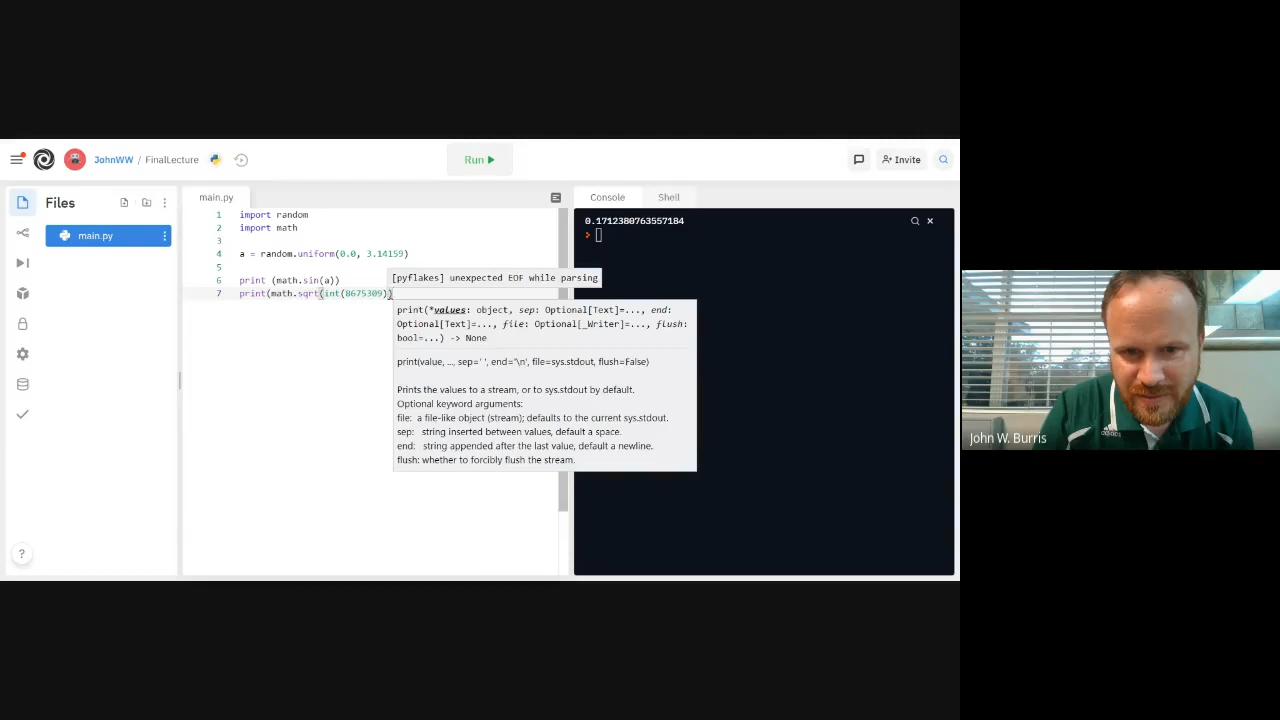 JohnWW / FinalLecture
Run
Invite
Files
main.py
main.py
Console
Shell
1 import random
2 import math
3
4 a = random.uniform(0.0, 3.14159)
5
6 print (math.sin(a))
7 print(math.sqrt(int(8675309))
[pyflakes] unexpected EOF while parsing
print(*values: object, sep: Optional[Text]=..., end:
Optional[Text]=..., file: Optional[_Writer]=..., flush:
bool=...) -> None
print(value, ..., sep=' ', end='\n', file=sys.stdout, flush=False)
Prints the values to a stream, or to sys.stdout by default.
Optional keyword arguments:
file: a file-like object (stream); defaults to the current sys.stdout.
sep: string inserted between values, default a space.
end: string appended after the last value, default a newline.
flush: whether to forcibly flush the stream.
0.1712380763557184
>
?
adidas
John W. Burris